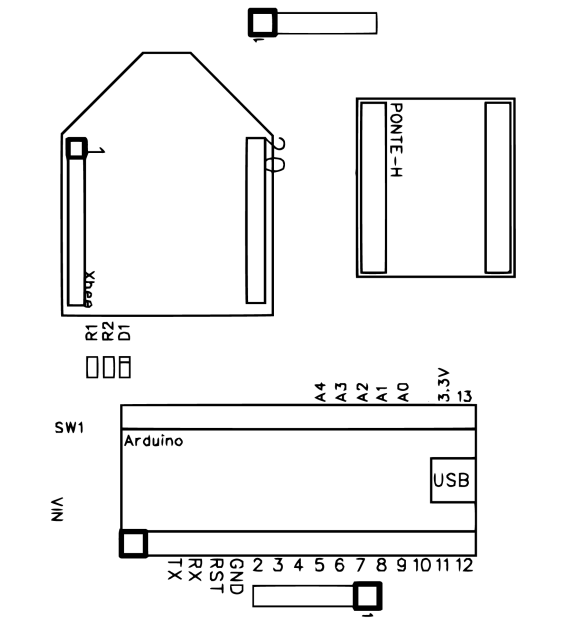 1
1
20
PONTE-H
Xbee
R1 R2 D1
A4 A3 A2 A1 A0 3.3V 13
SW1
Arduino
USB
VIN
TX RX RST GND 2 3 4 5 6 7 8 9 10 11 12
1